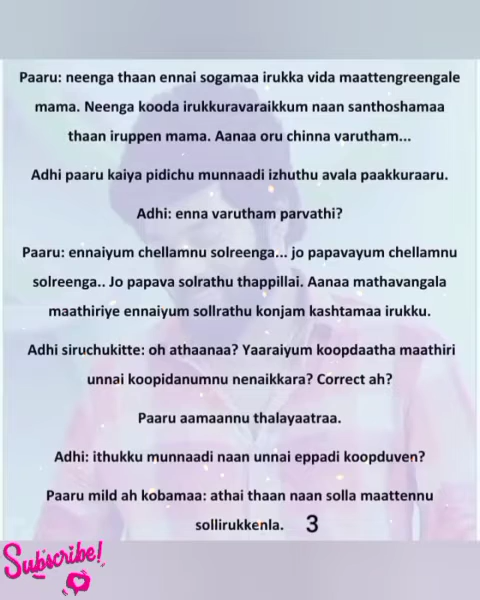 Paaru: neenga thaan ennai sogamaa irukka vida maattengreengale
mama. Neenga kooda irukkuravaraikkum naan santhoshamaa
thaan iruppen mama. Aanaa oru chinna varutham...
Adhi paaru kaiya pidichu munnaadi izhuthu avala paakkuraaru.
Adhi: enna varutham parvathi?
Paaru: ennaiyum chellamnu solreenga... jo papavayum chellamnu
solreenga.. Jo papava solrathu thappillai. Aanaa mathavangala
maathiriye ennaiyum sollrathu konjam kashtamaa irukku.
Adhi siruchukitte: oh athaanaa? Yaaraiyum koopdaatha maathiri
unnai koopidanumnu nenaikkara? Correct ah?
Paaru aamaannu thalayaatraa.
Adhi: ithukku munnaadi naan unnai eppadi koopduven?
Paaru mild ah kobamaa: athai thaan naan solla maattennu
sollirukkenla. 3
Subscribe!